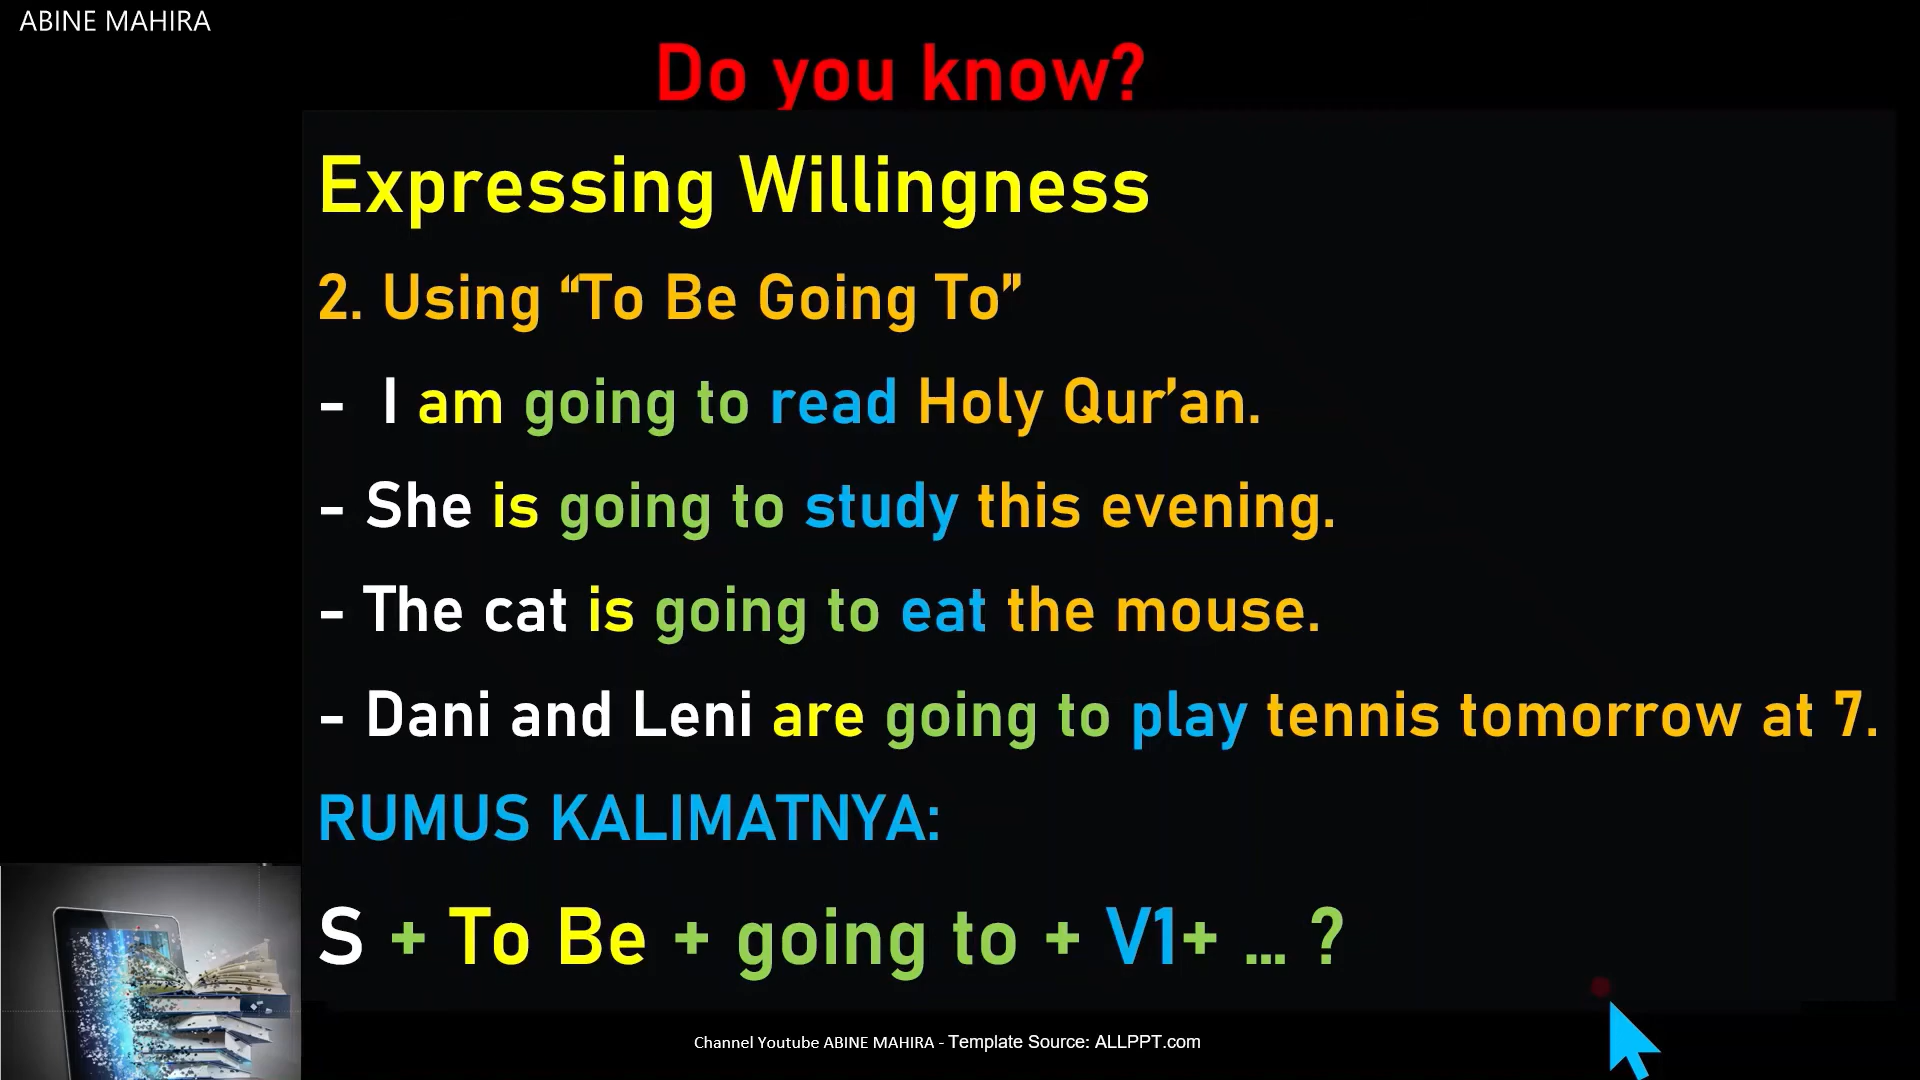 ABINE MAHIRA
Do you know?
Expressing Willingness
2. Using “To Be Going To”
- I am going to read Holy Qur’an.
- She is going to study this evening.
- The cat is going to eat the mouse.
- Dani and Leni are going to play tennis tomorrow at 7.
RUMUS KALIMATNYA:
S + To Be + going to + V1+ ... ?
Channel Youtube ABINE MAHIRA - Template Source: ALLPPT.com